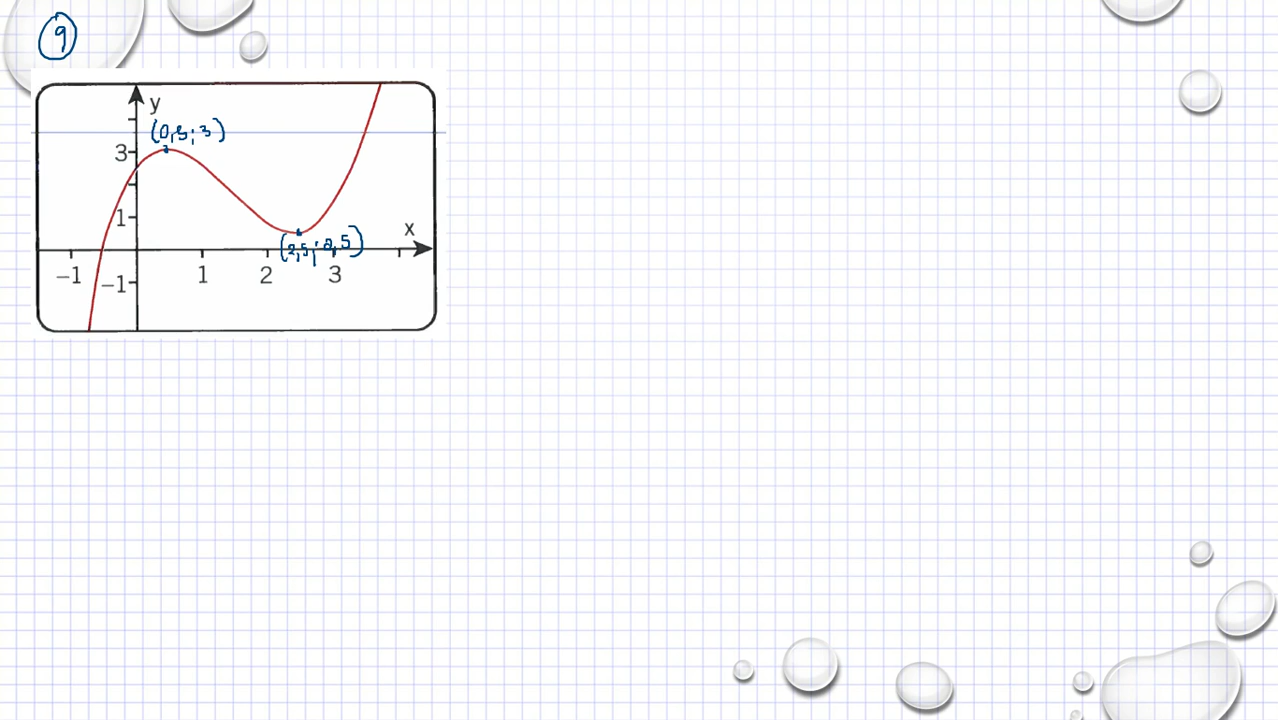 9
y
(0,5; 3)
3
1
x
(2,5; 0,5)
-1 1 2 3
-1